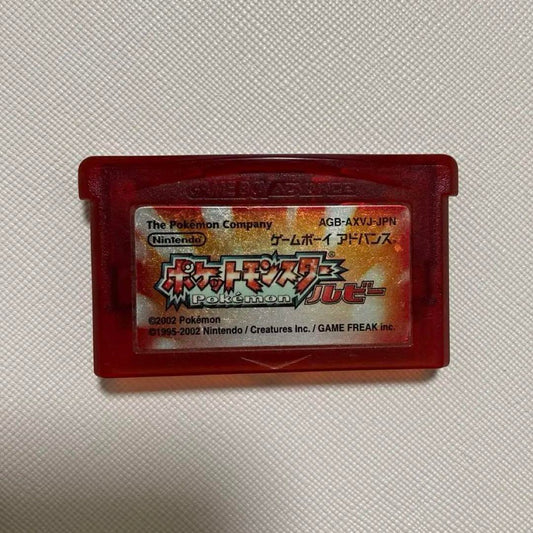 GAME BOY ADVANCE
The Pokémon Company
AGB-AXVJ-JPN
Nintendo
ゲームボーイ アドバンス™
ポケットモンスター®
Pokémon
ルビー
©2002 Pokémon
©1995-2002 Nintendo / Creatures Inc. / GAME FREAK inc.